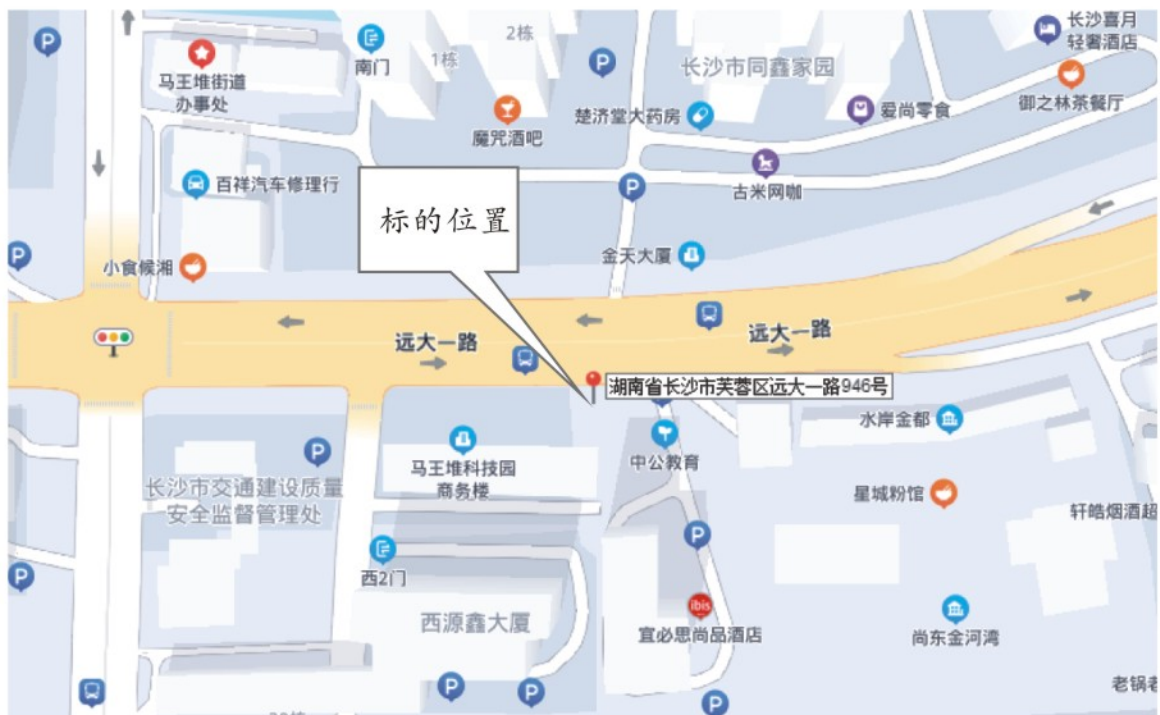 长沙喜月
轻奢酒店
2栋
南门
1栋
长沙市同鑫家园
马王堆街道
办事处
御之林茶餐厅
楚济堂大药房
爱尚零食
魔咒酒吧
百祥汽车修理行
古米网咖
标的位置
金天大厦
小食候湘
远大一路
远大一路
湖南省长沙市芙蓉区远大一路946号
水岸金都
马王堆科技园
商务楼
中公教育
长沙市交通建设质量
安全监督管理处
星城粉馆
轩皓烟酒超
西2门
ibis
西源鑫大厦
宜必思尚品酒店
尚东金河湾
P
P
P
P
P
P
P
P
P
P